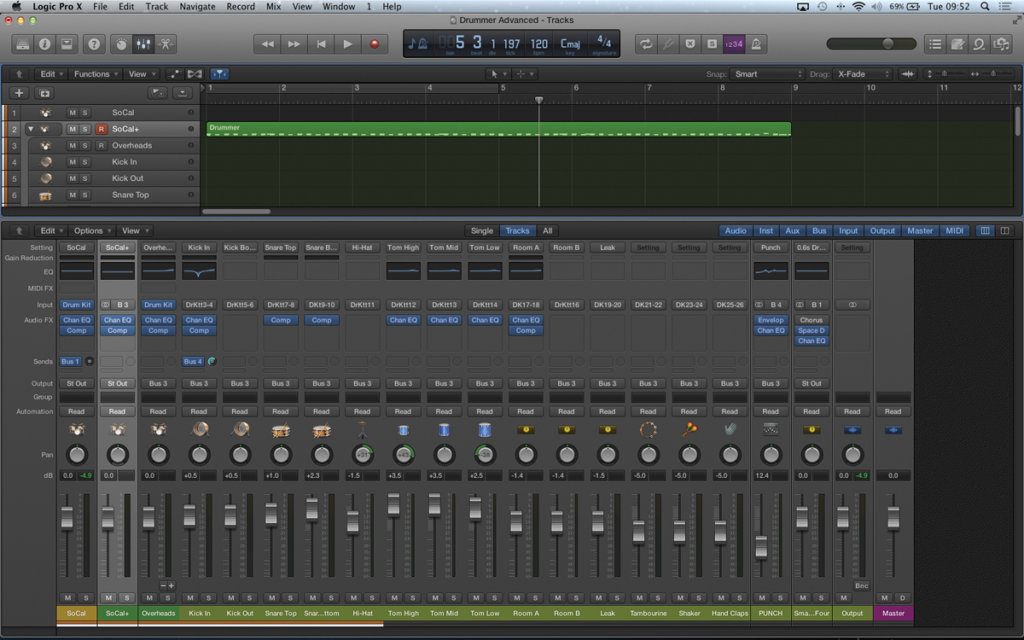 Logic Pro X File Edit Track Navigate Record Mix View Window 1 Help 69% Tue 09:52
Drummer Advanced - Tracks
5 3 1 197 120 Cmaj 4/4
bar beat div tick bpm key signature
1234
Edit Functions View Snap: Smart Drag: X-Fade
1 2 3 4 5 6 7 8 9 10 11 12
1 M S SoCal
2 M S R SoCal+ Drummer
3 M S R Overheads
4 M S Kick In
5 M S Kick Out
6 M S Snare Top
Edit Options View Single Tracks All Audio Inst Aux Bus Input Output Master MIDI
Setting SoCal SoCal+ Overhe... Kick In Kick Bo... Snare Top Snare B... Hi-Hat Tom High Tom Mid Tom Low Room A Room B Leak Setting Setting Setting Punch 0.6s Dr... Setting
Gain Reduction
EQ
MIDI FX
Input Drum Kit B 3 Drum Kit DrKtt3-4 DrKtt5-6 DrKtt7-8 DrKt9-10 DrKtt11 DrKtt12 DrKtt13 DrKtt14 DK17-18 DrKtt16 DK19-20 DK21-22 DK23-24 DK25-26 B 4 B 1
Audio FX Chan EQ Chan EQ Chan EQ Chan EQ Comp Comp Chan EQ Chan EQ Chan EQ Chan EQ Envelop Chorus
Comp Comp Comp Comp Comp Chan EQ Space D
Chan EQ
Sends Bus 1 Bus 4
Output St Out St Out Bus 3 Bus 3 Bus 3 Bus 3 Bus 3 Bus 3 Bus 3 Bus 3 Bus 3 Bus 3 Bus 3 Bus 3 Bus 3 Bus 3 Bus 3 Bus 3 St Out
Group
Automation Read Read Read Read Read Read Read Read Read Read Read Read Read Read Read Read Read Read Read Read Read
Pan
dB 0.0 -4.9 0.0 0.0 +0.5 +0.5 +1.0 +2.3 -1.5 +3.5 +3.5 +2.5 -1.4 -1.4 -1.5 -5.0 -5.0 -5.0 12.4 0.0 0.0 -4.9 0.0
Bnc
M S M S M S M S M S M S M S M S M S M S M S M S M S M S M S M S M S M S M S M M D
SoCal SoCal+ Overheads Kick In Kick Out Snare Top Snar...ttom Hi-Hat Tom High Tom Mid Tom Low Room A Room B Leak Tambourine Shaker Hand Claps PUNCH Sma...Four Output Master